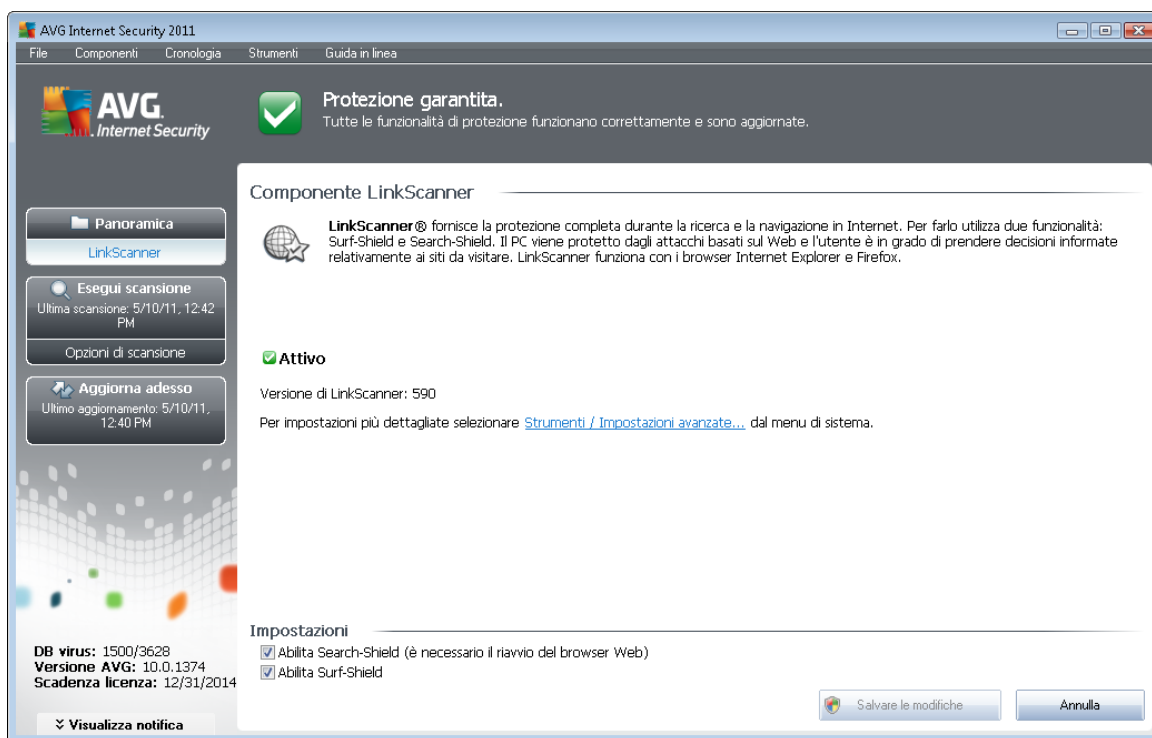 AVG Internet Security 2011
File Componenti Cronologia Strumenti Guida in linea
AVG.
Internet Security
Protezione garantita.
Tutte le funzionalità di protezione funzionano correttamente e sono aggiornate.
Panoramica
LinkScanner
Esegui scansione
Ultima scansione: 5/10/11, 12:42
PM
Opzioni di scansione
Aggiorna adesso
Ultimo aggiornamento: 5/10/11,
12:40 PM
DB virus: 1500/3628
Versione AVG: 10.0.1374
Scadenza licenza: 12/31/2014
Visualizza notifica
Componente LinkScanner
LinkScanner® fornisce la protezione completa durante la ricerca e la navigazione in Internet. Per farlo utilizza due funzionalità:
Surf-Shield e Search-Shield. Il PC viene protetto dagli attacchi basati sul Web e l'utente è in grado di prendere decisioni informate
relativamente ai siti da visitare. LinkScanner funziona con i browser Internet Explorer e Firefox.
Attivo
Versione di LinkScanner: 590
Per impostazioni più dettagliate selezionare Strumenti / Impostazioni avanzate... dal menu di sistema.
Impostazioni
Abilita Search-Shield (è necessario il riavvio del browser Web)
Abilita Surf-Shield
Salvare le modifiche
Annulla